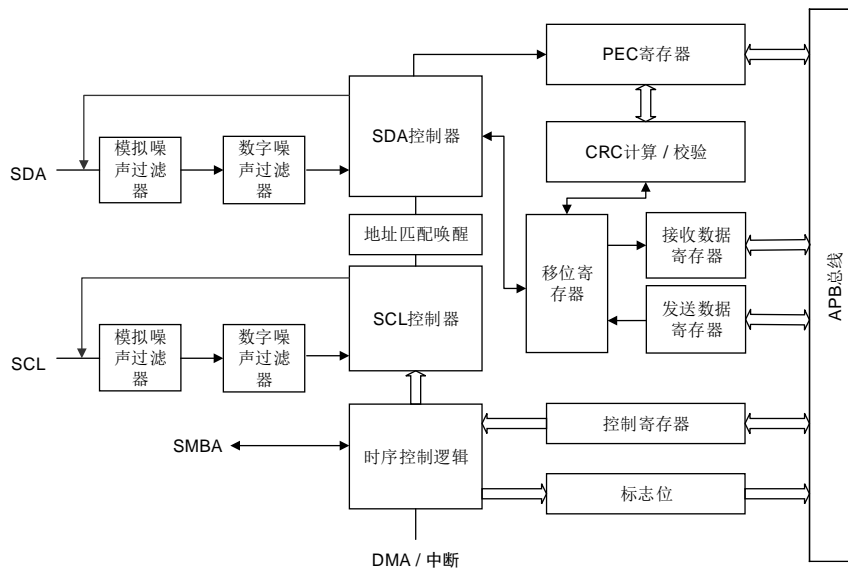 PEC寄存器
SDA控制器
CRC计算 / 校验
SDA
模拟噪
声过滤
器
数字噪
声过滤
器
地址匹配唤醒
移位寄
存器
接收数据
寄存器
发送数据
寄存器
APB总线
SCL控制器
SCL
模拟噪
声过滤
器
数字噪
声过滤
器
SMBA
时序控制逻辑
控制寄存器
标志位
DMA / 中断